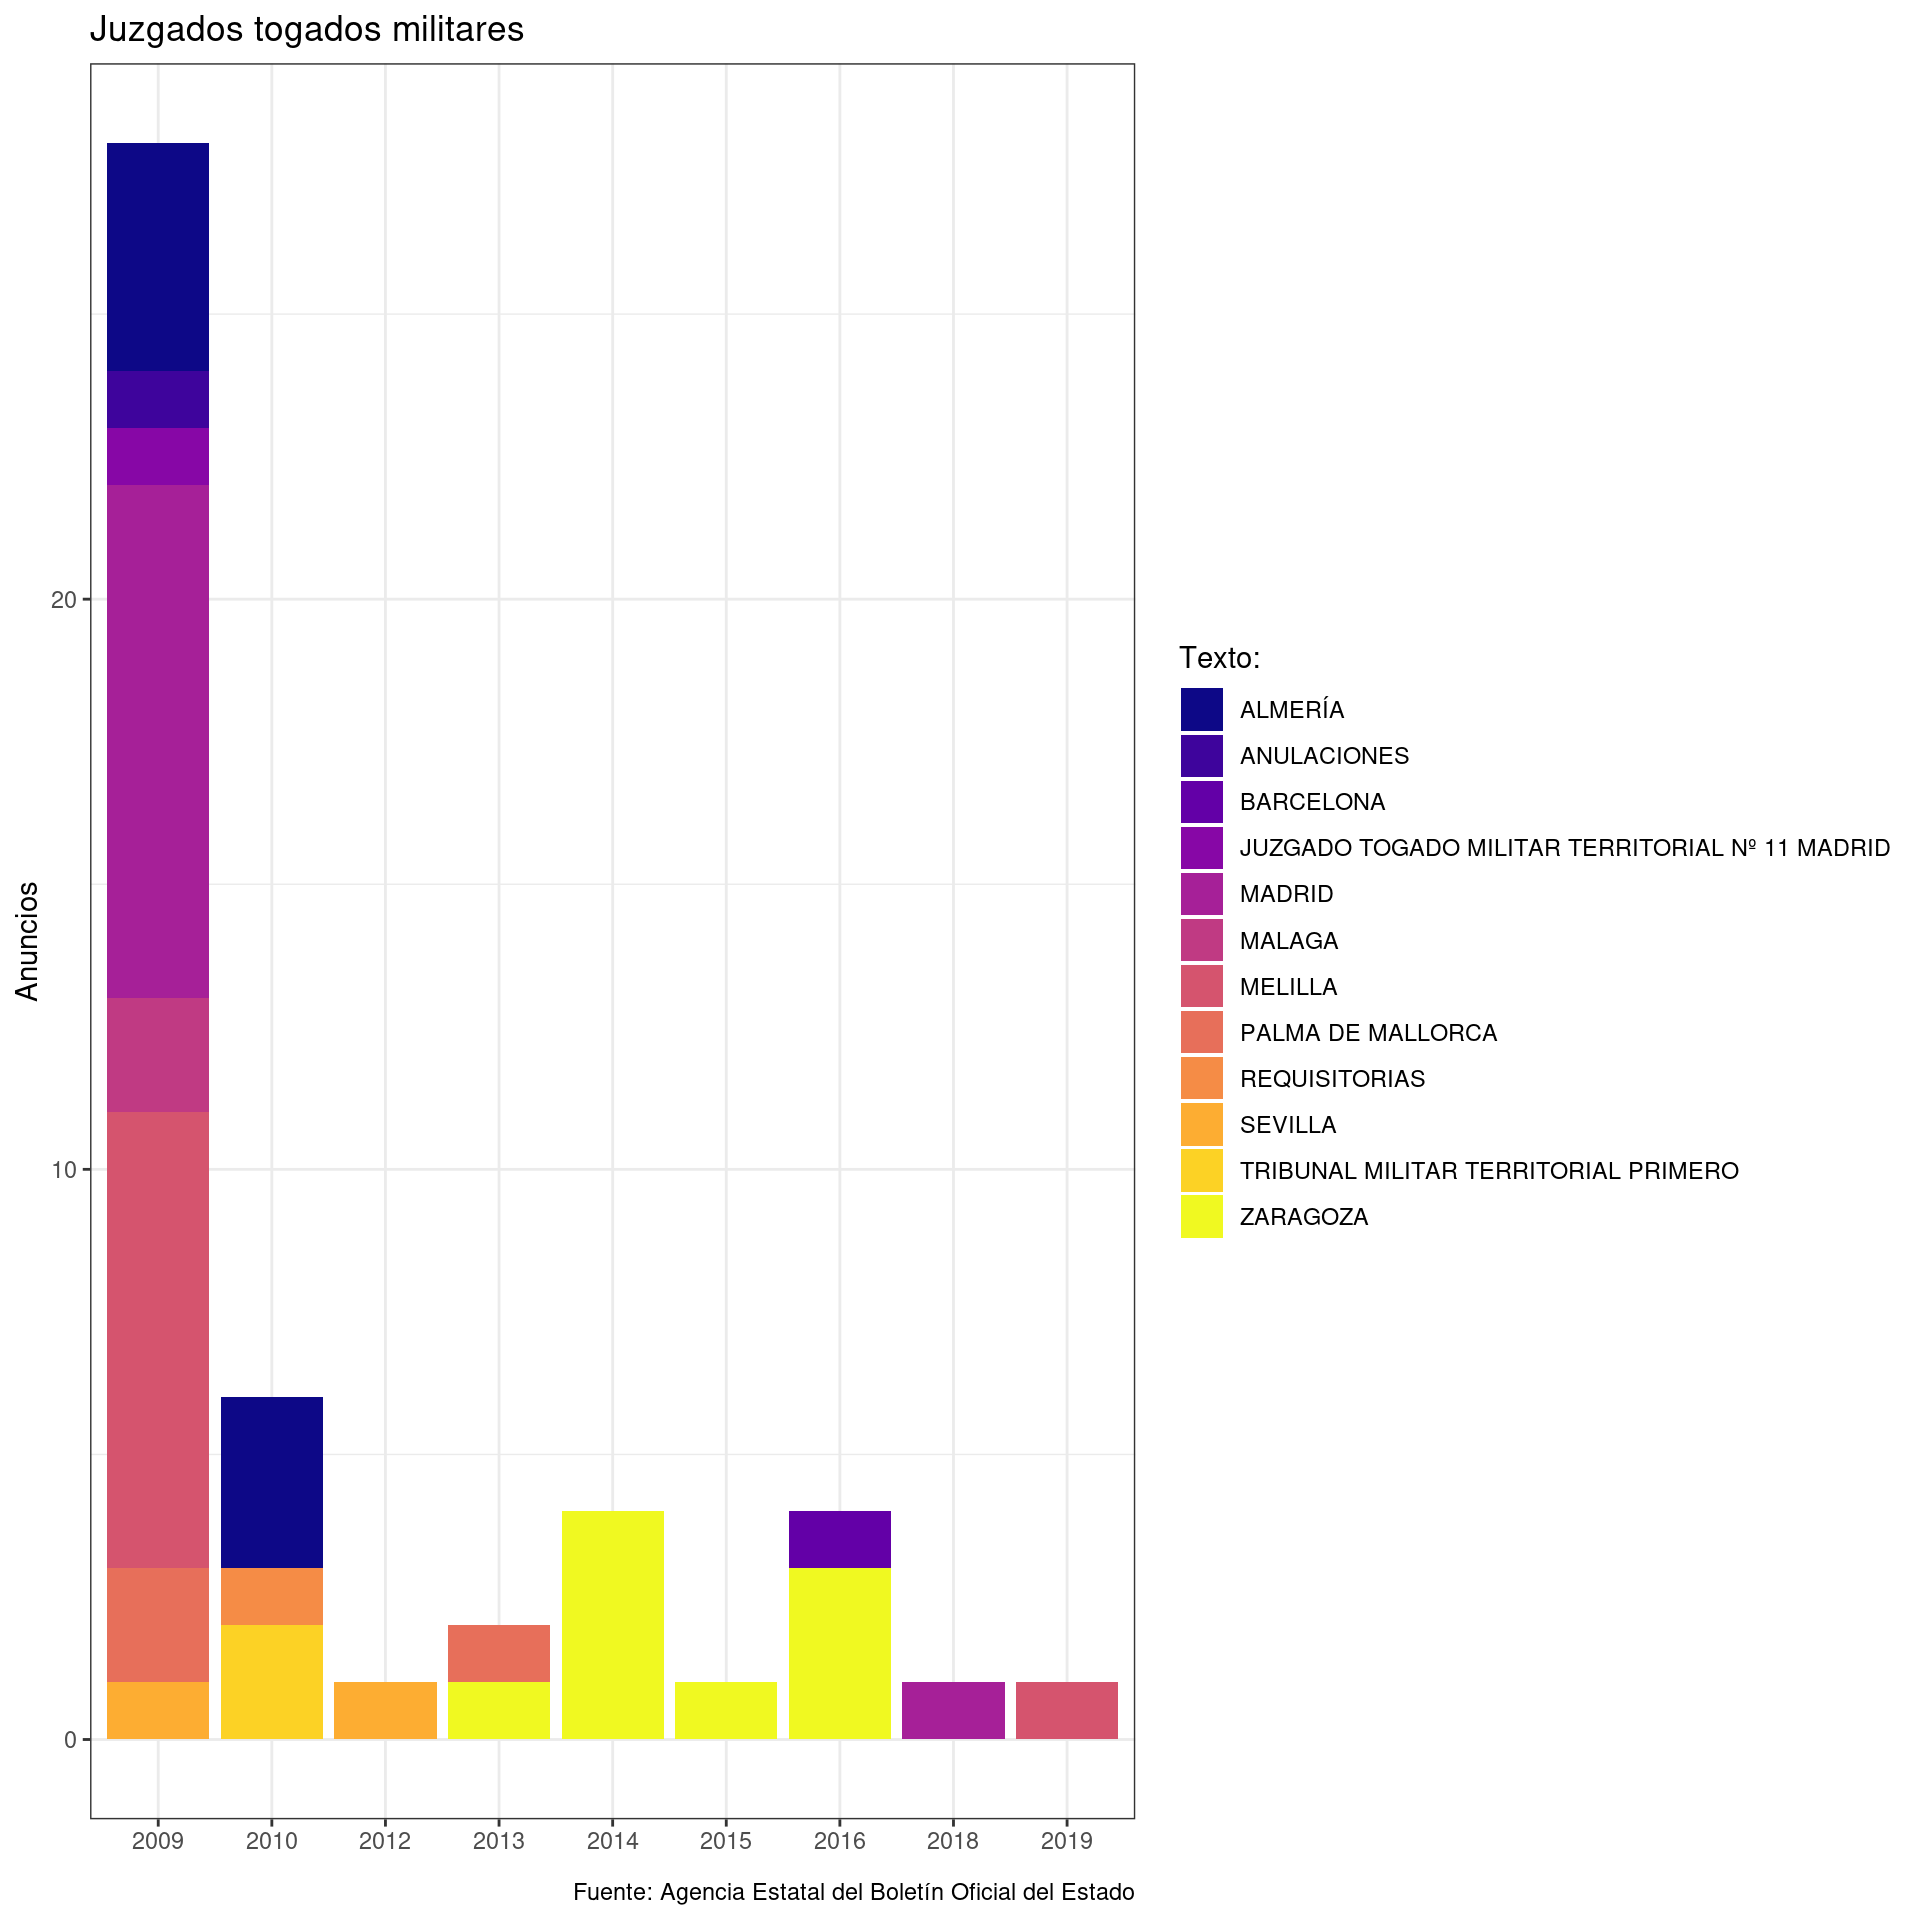 Juzgados togados militares
Anuncios
20
10
0
2009 2010 2012 2013 2014 2015 2016 2018 2019
Fuente: Agencia Estatal del Boletín Oficial del Estado
Texto:
ALMERÍA
ANULACIONES
BARCELONA
JUZGADO TOGADO MILITAR TERRITORIAL Nº 11 MADRID
MADRID
MALAGA
MELILLA
PALMA DE MALLORCA
REQUISITORIAS
SEVILLA
TRIBUNAL MILITAR TERRITORIAL PRIMERO
ZARAGOZA